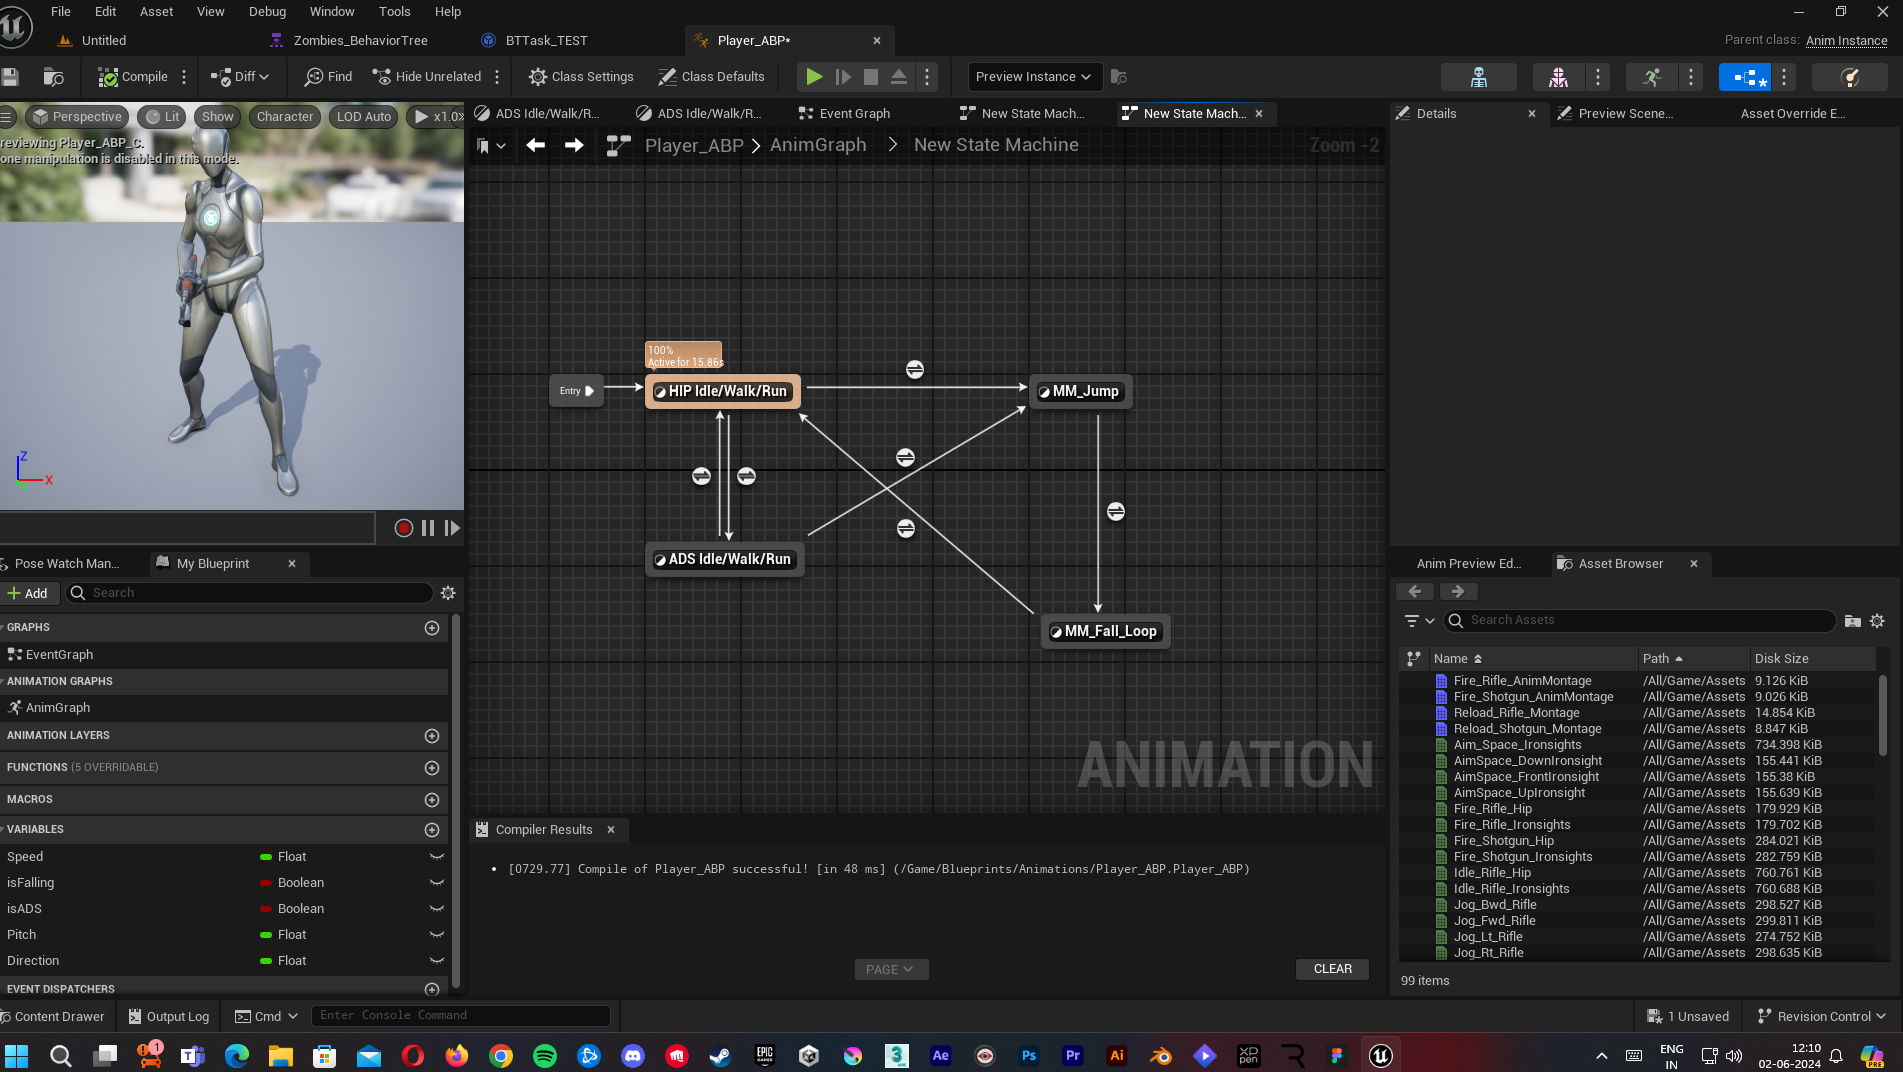 File Edit Asset View Debug Window Tools Help
Untitled Zombies_BehaviorTree BTTask_TEST Player_ABP* Parent class: Anim Instance
Compile Diff Find Hide Unrelated Class Settings Class Defaults Preview Instance
Perspective Lit Show Character LOD Auto x1.0
reviewing Player_ABP_C.
one manipulation is disabled in this mode.
Z
X
ADS Idle/Walk/R... ADS Idle/Walk/R... Event Graph New State Mach... New State Mach...
Player_ABP > AnimGraph > New State Machine Zoom -2
100%
Active for 15.86s
Entry
HIP Idle/Walk/Run
MM_Jump
ADS Idle/Walk/Run
MM_Fall_Loop
ANIMATION
Pose Watch Man... My Blueprint
Add Search
GRAPHS
EventGraph
ANIMATION GRAPHS
AnimGraph
ANIMATION LAYERS
FUNCTIONS (5 OVERRIDABLE)
MACROS
VARIABLES
Speed Float
isFalling Boolean
isADS Boolean
Pitch Float
Direction Float
EVENT DISPATCHERS
Compiler Results
• [0729.77] Compile of Player_ABP successful! [in 48 ms] (/Game/Blueprints/Animations/Player_ABP.Player_ABP)
PAGE CLEAR
Details Preview Scene... Asset Override E...
Anim Preview Ed... Asset Browser
Search Assets
Name Path Disk Size
Fire_Rifle_AnimMontage /All/Game/Assets 9.126 KiB
Fire_Shotgun_AnimMontage /All/Game/Assets 9.026 KiB
Reload_Rifle_Montage /All/Game/Assets 14.854 KiB
Reload_Shotgun_Montage /All/Game/Assets 8.847 KiB
Aim_Space_Ironsights /All/Game/Assets 734.398 KiB
AimSpace_DownIronsight /All/Game/Assets 155.441 KiB
AimSpace_FrontIronsight /All/Game/Assets 155.38 KiB
AimSpace_UpIronsight /All/Game/Assets 155.639 KiB
Fire_Rifle_Hip /All/Game/Assets 179.929 KiB
Fire_Rifle_Ironsights /All/Game/Assets 179.702 KiB
Fire_Shotgun_Hip /All/Game/Assets 284.021 KiB
Fire_Shotgun_Ironsights /All/Game/Assets 282.759 KiB
Idle_Rifle_Hip /All/Game/Assets 760.761 KiB
Idle_Rifle_Ironsights /All/Game/Assets 760.688 KiB
Jog_Bwd_Rifle /All/Game/Assets 298.527 KiB
Jog_Fwd_Rifle /All/Game/Assets 299.811 KiB
Jog_Lt_Rifle /All/Game/Assets 274.752 KiB
Jog_Rt_Rifle /All/Game/Assets 298.635 KiB
99 items
Content Drawer Output Log Cmd Enter Console Command 1 Unsaved Revision Control
1 T EPIC GAMES 3 MAX Ae Ps Pr Ai XP pen ENG IN 12:10 02-06-2024 PRE